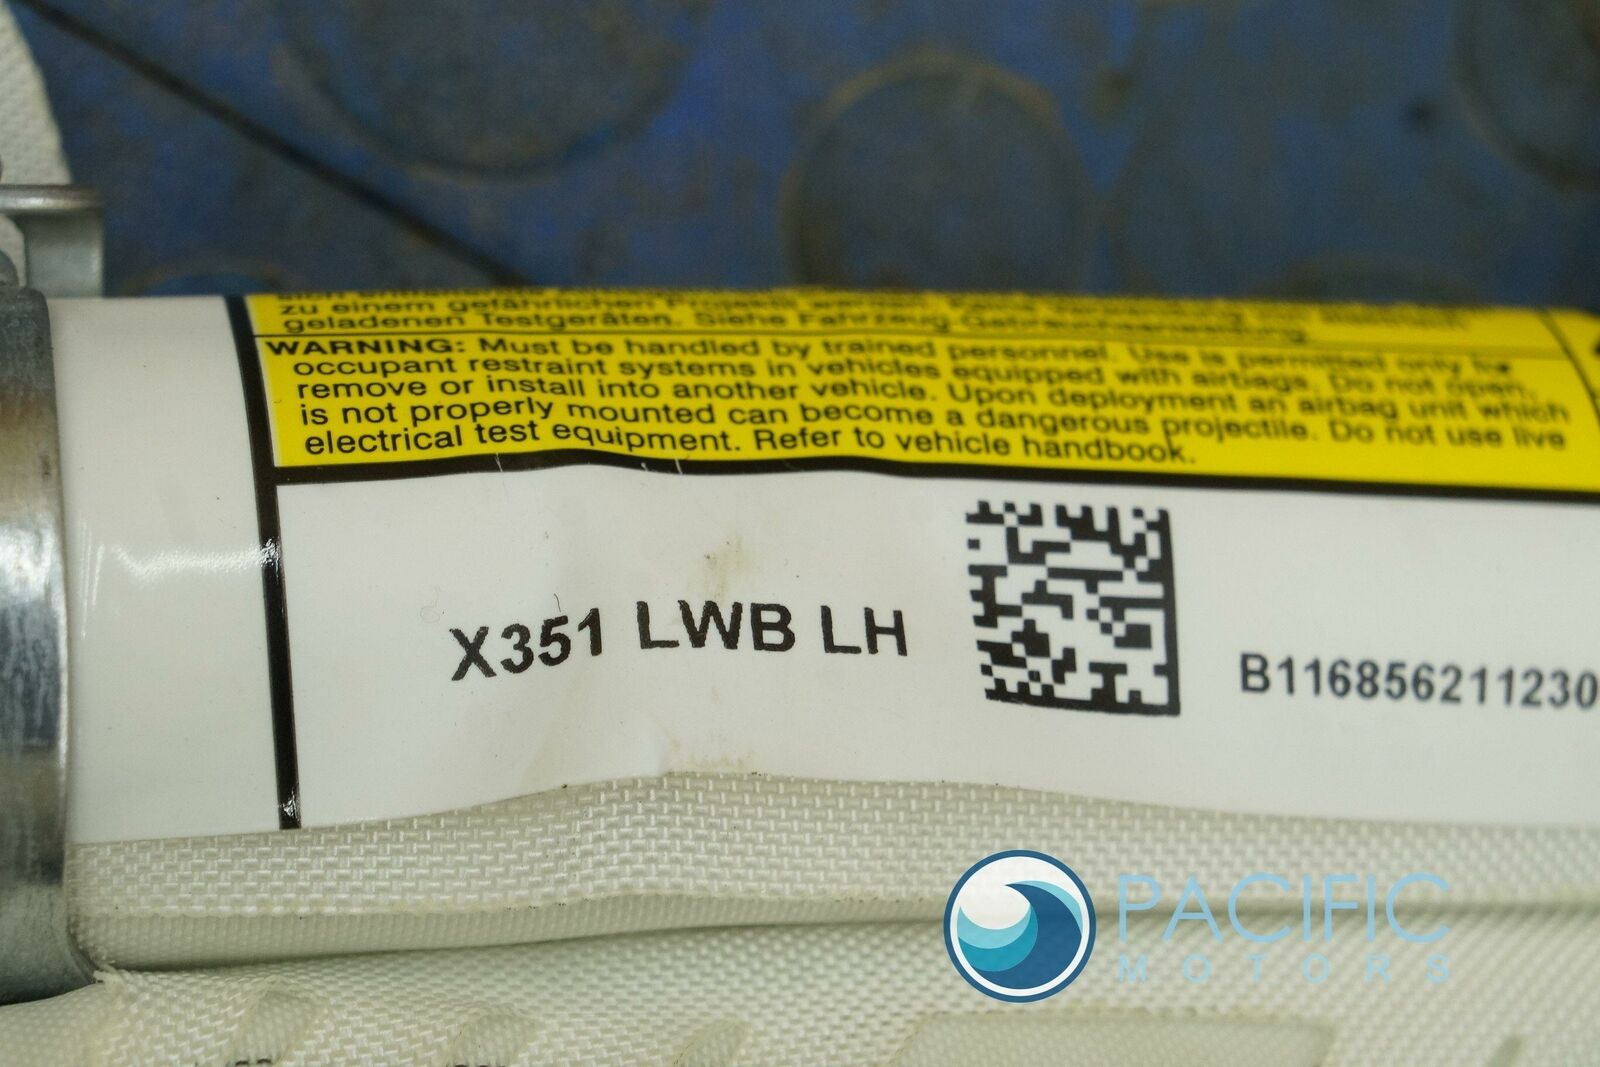 zu einem gefährlichen Projektil werden.
geladenen Testgeräten. Siehe Fahrzeug-Gebrauchsanweisung
WARNING: Must be handled by trained personnel. Use is permitted only for
occupant restraint systems in vehicles equipped with airbags. Do not open,
remove or install into another vehicle. Upon deployment an airbag unit which
is not properly mounted can become a dangerous projectile. Do not use live
electrical test equipment. Refer to vehicle handbook.
X351 LWB LH
B116856211230
PACIFIC
MOTORS